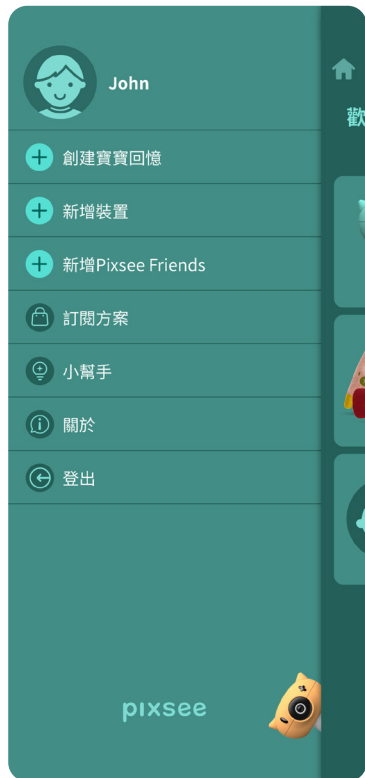 John
創建寶寶回憶
新增裝置
新增Pixsee Friends
訂閱方案
小幫手
關於
登出
pixsee
歡